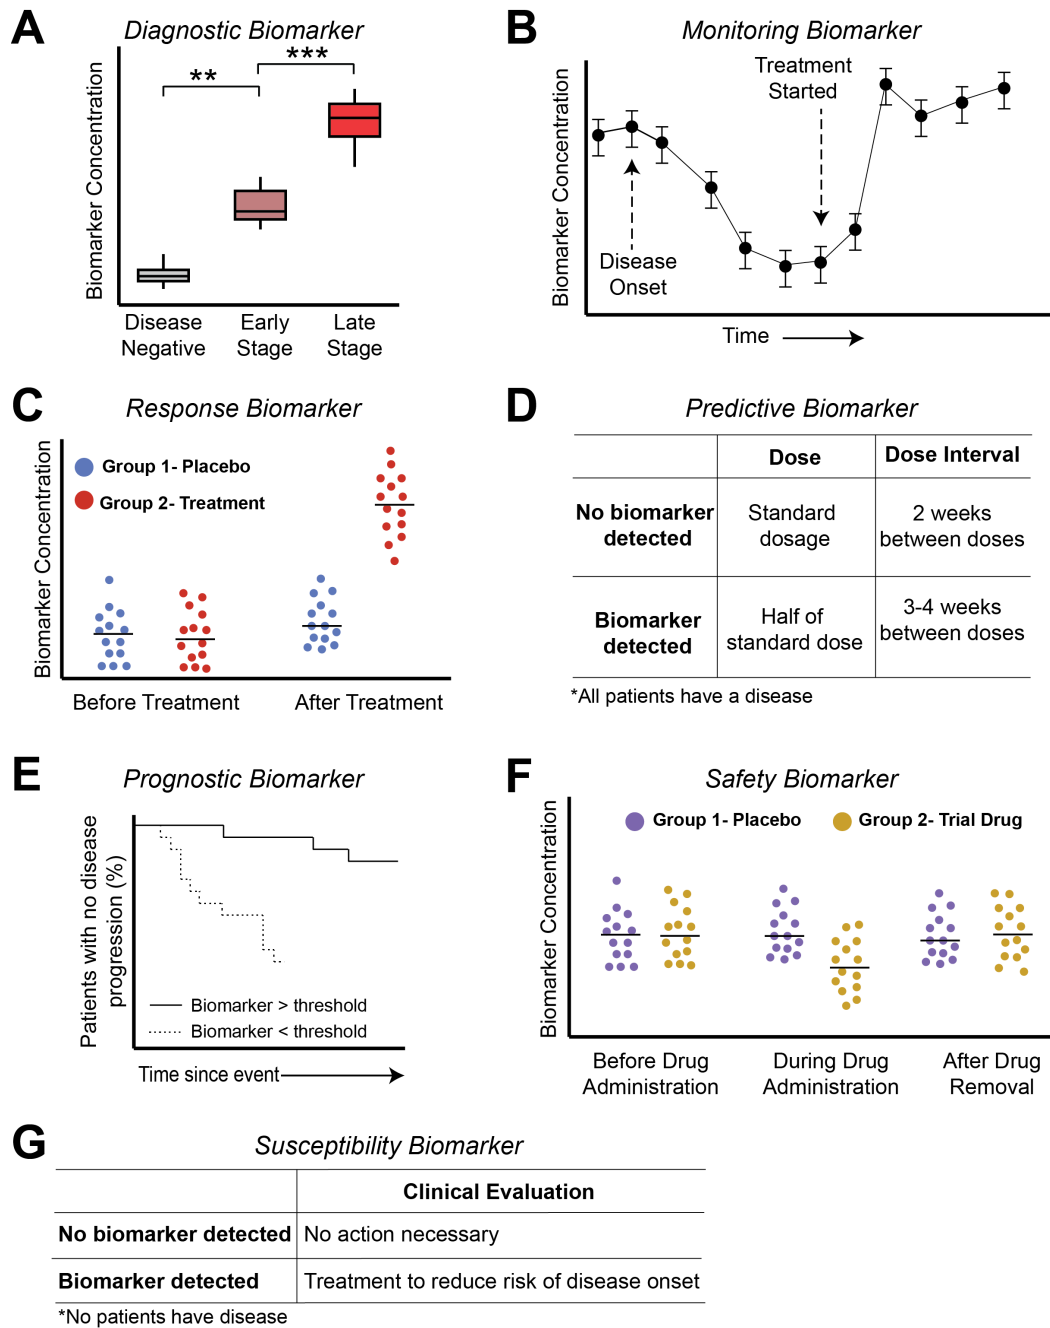 A
Diagnostic Biomarker
Biomarker Concentration
**
***
Disease
Negative
Early
Stage
Late
Stage
B
Monitoring Biomarker
Biomarker Concentration
Treatment
Started
Disease
Onset
Time
C
Response Biomarker
Biomarker Concentration
Group 1- Placebo
Group 2- Treatment
Before Treatment
After Treatment
D
Predictive Biomarker
Dose
Dose Interval
No biomarker
detected
Standard
dosage
2 weeks
between doses
Biomarker
detected
Half of
standard dose
3-4 weeks
between doses
*All patients have a disease
E
Prognostic Biomarker
Patients with no disease
progression (%)
Biomarker > threshold
Biomarker < threshold
Time since event
F
Safety Biomarker
Biomarker Concentration
Group 1- Placebo
Group 2- Trial Drug
Before Drug
Administration
During Drug
Administration
After Drug
Removal
G
Susceptibility Biomarker
Clinical Evaluation
No biomarker detected
No action necessary
Biomarker detected
Treatment to reduce risk of disease onset
*No patients have disease